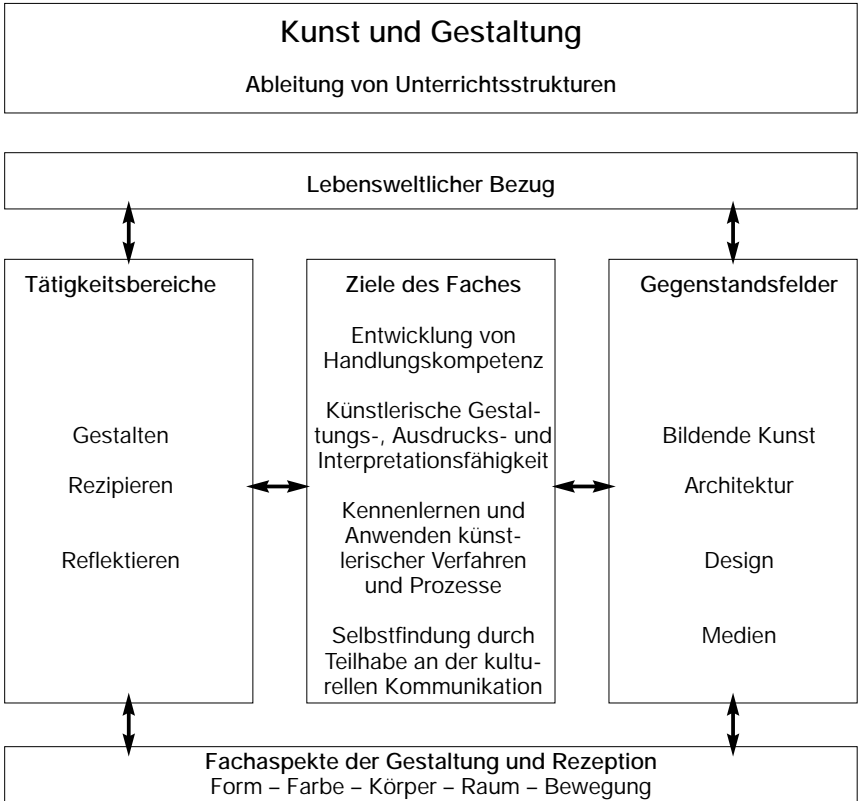 Kunst und Gestaltung
Ableitung von Unterrichtsstrukturen
Lebensweltlicher Bezug
Tätigkeitsbereiche
Gestalten
Rezipieren
Reflektieren
Ziele des Faches
Entwicklung von
Handlungskompetenz
Künstlerische Gestal-
tungs-, Ausdrucks- und
Interpretationsfähigkeit
Kennenlernen und
Anwenden künst-
lerischer Verfahren
und Prozesse
Selbstfindung durch
Teilhabe an der kultu-
rellen Kommunikation
Gegenstandsfelder
Bildende Kunst
Architektur
Design
Medien
Fachaspekte der Gestaltung und Rezeption
Form – Farbe – Körper – Raum – Bewegung